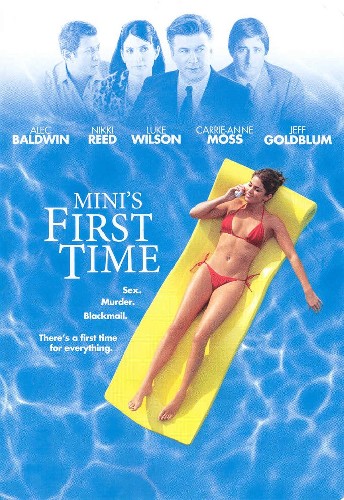 ALEC BALDWIN
NIKKI REED
LUKE WILSON
CARRIE-ANNE MOSS
JEFF GOLDBLUM
MINI'S
FIRST
TIME
Sex.
Murder.
Blackmail.
There's a first time
for everything.